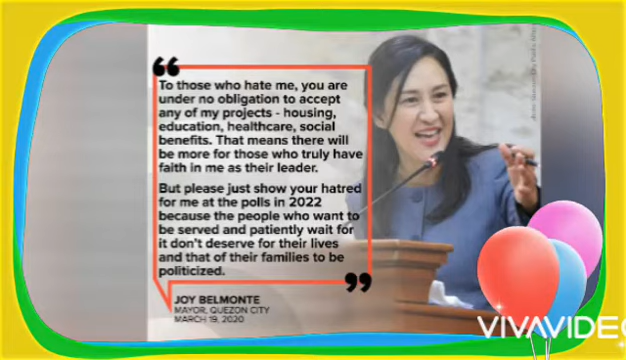 “
To those who hate me, you are
under no obligation to accept
any of my projects - housing,
education, healthcare, social
benefits. That means there will
be more for those who truly have
faith in me as their leader.
But please just show your hatred
for me at the polls in 2022
because the people who want to
be served and patiently wait for
it don't deserve for their lives
and that of their families to be
politicized.
”
JOY BELMONTE
MAYOR, QUEZON CITY
MARCH 19, 2020
VIVAVIDEO